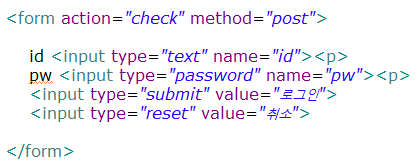 <form action="check" method="post">
id <input type="text" name="id"><p>
pw <input type="password" name="pw"><p>
<input type="submit" value="로그인">
<input type="reset" value="취소">
</form>